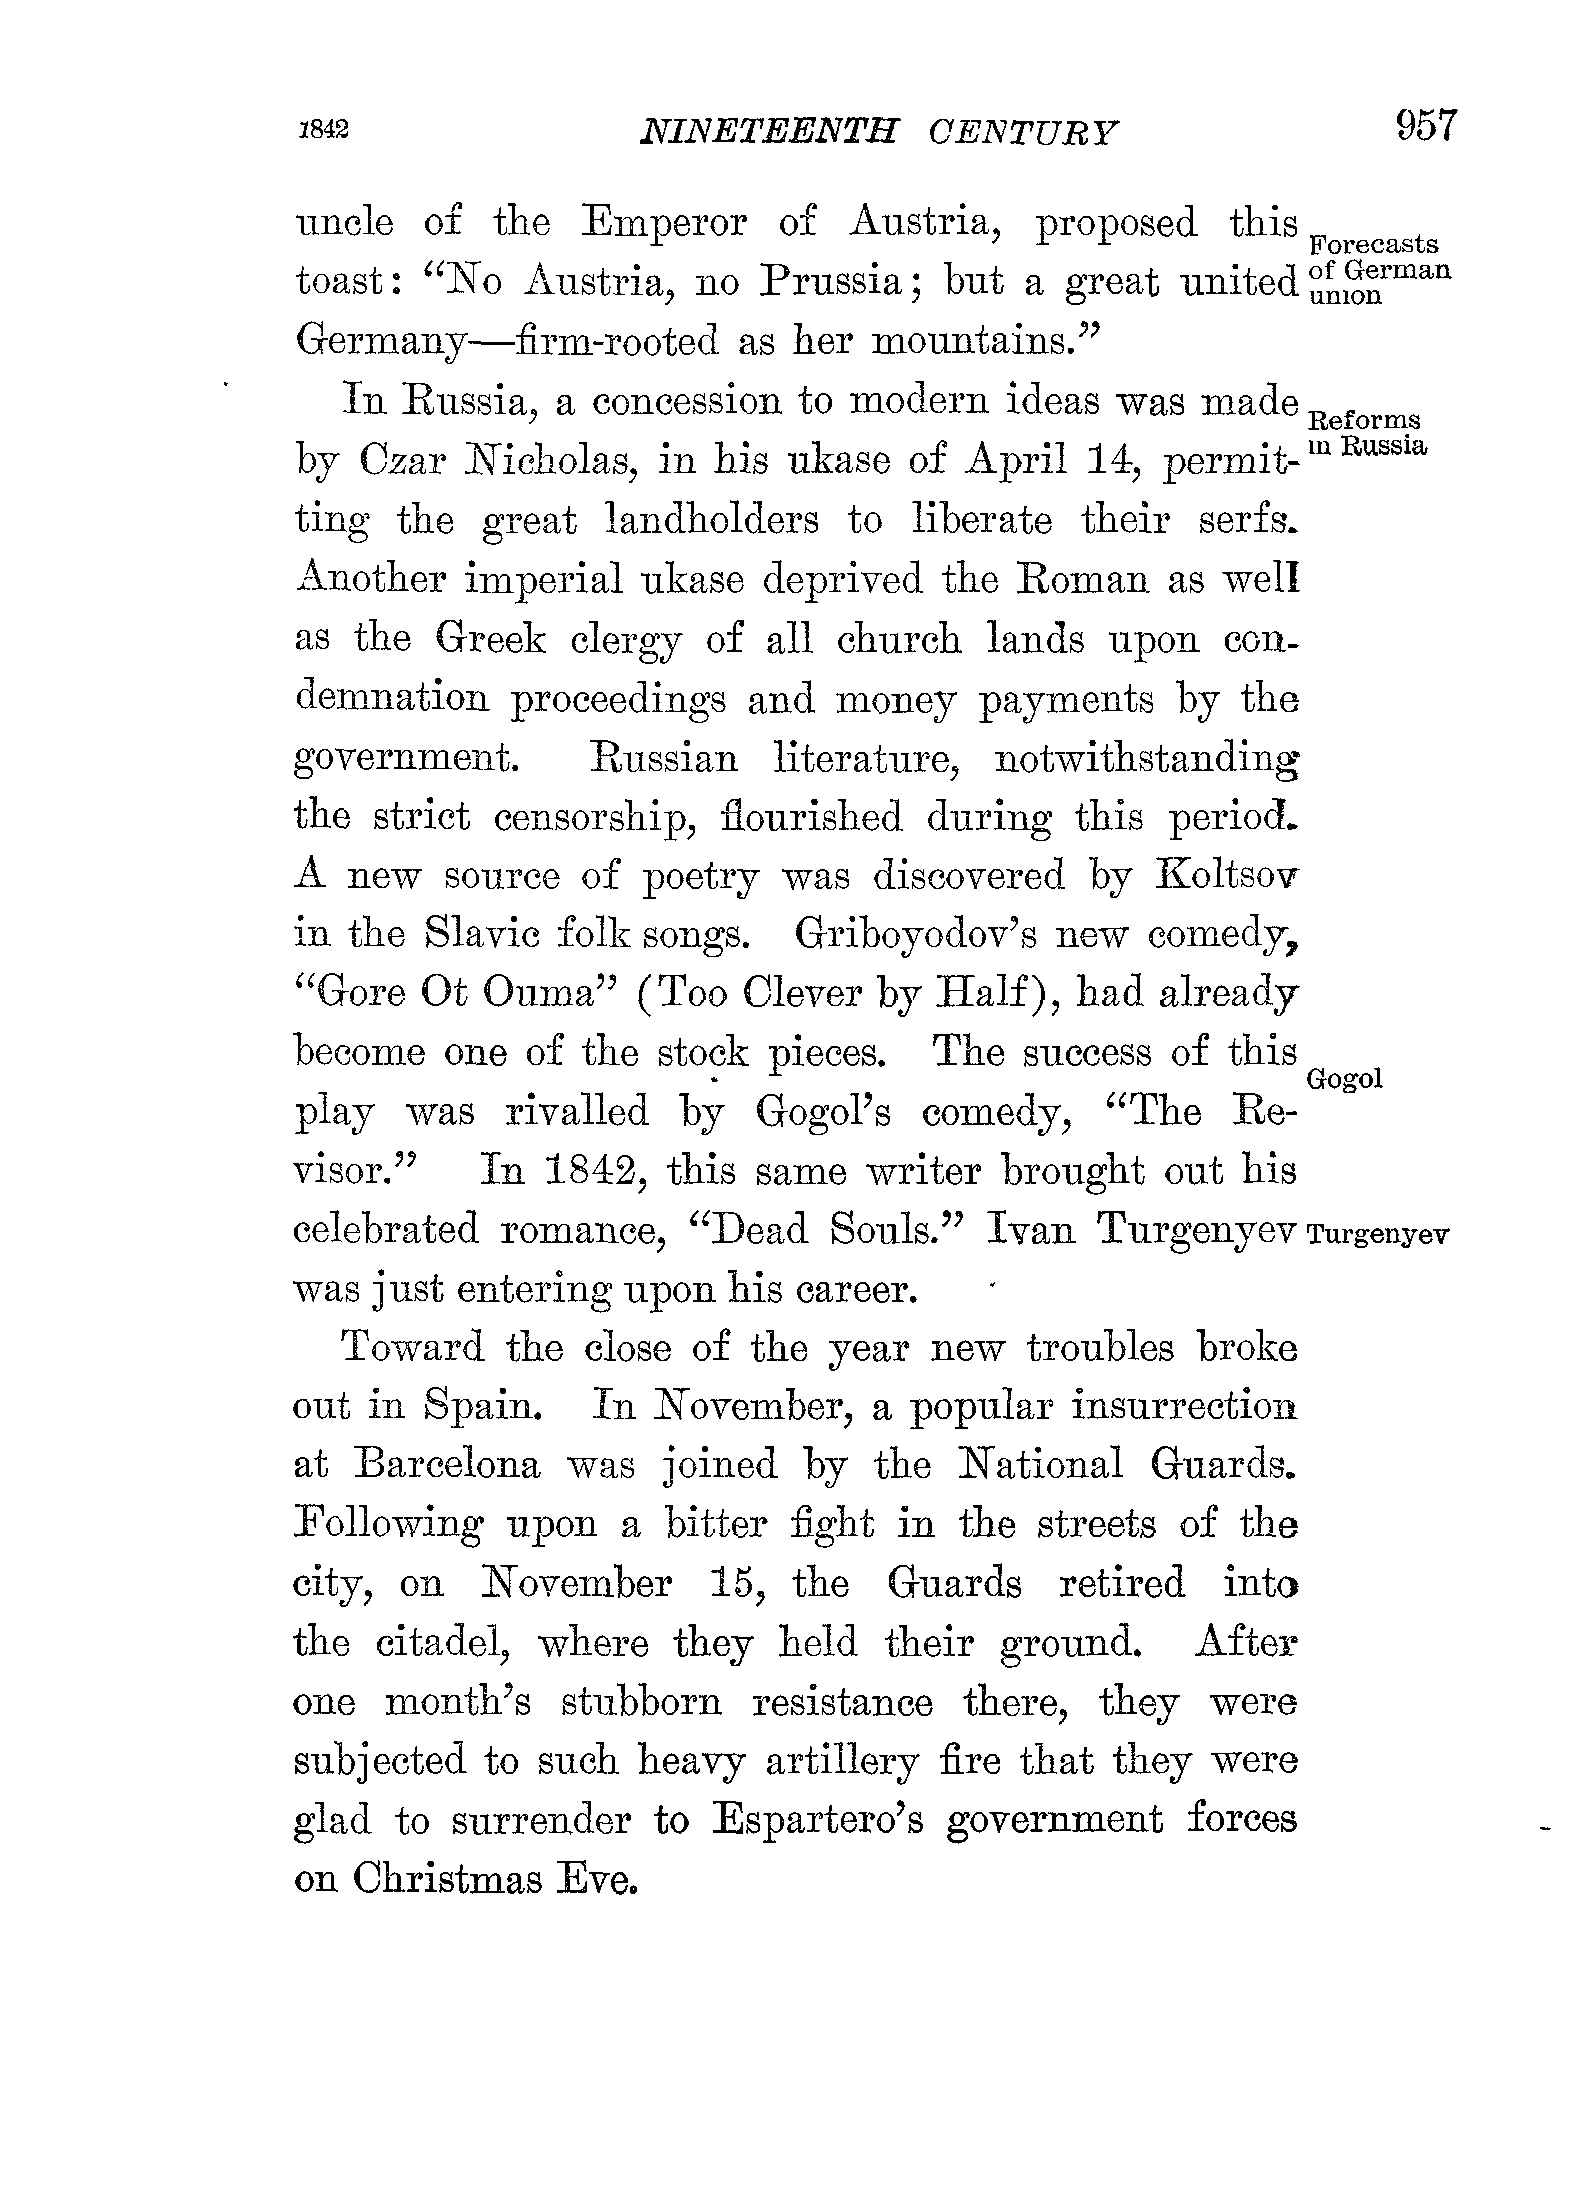 1842 NINETEENTH CENTURY 957
uncle of the Emperor of Austria, proposed this
Forecasts
of German
union
toast: “No Austria, no Prussia; but a great united
Germany—firm-rooted as her mountains.”
In Russia, a concession to modern ideas was made
Reforms
in Russia
by Czar Nicholas, in his ukase of April 14, permit-
ting the great landholders to liberate their serfs.
Another imperial ukase deprived the Roman as well
as the Greek clergy of all church lands upon con-
demnation proceedings and money payments by the
government. Russian literature, notwithstanding
the strict censorship, flourished during this period.
A new source of poetry was discovered by Koltsov
in the Slavic folk songs. Griboyodov’s new comedy,
“Gore Ot Ouma” (Too Clever by Half), had already
become one of the stock pieces. The success of this
Gogol
play was rivalled by Gogol’s comedy, “The Re-
visor.” In 1842, this same writer brought out his
celebrated romance, “Dead Souls.” Ivan Turgenyev
Turgenyev
was just entering upon his career.
Toward the close of the year new troubles broke
out in Spain. In November, a popular insurrection
at Barcelona was joined by the National Guards.
Following upon a bitter fight in the streets of the
city, on November 15, the Guards retired into
the citadel, where they held their ground. After
one month’s stubborn resistance there, they were
subjected to such heavy artillery fire that they were
glad to surrender to Espartero’s government forces
on Christmas Eve.